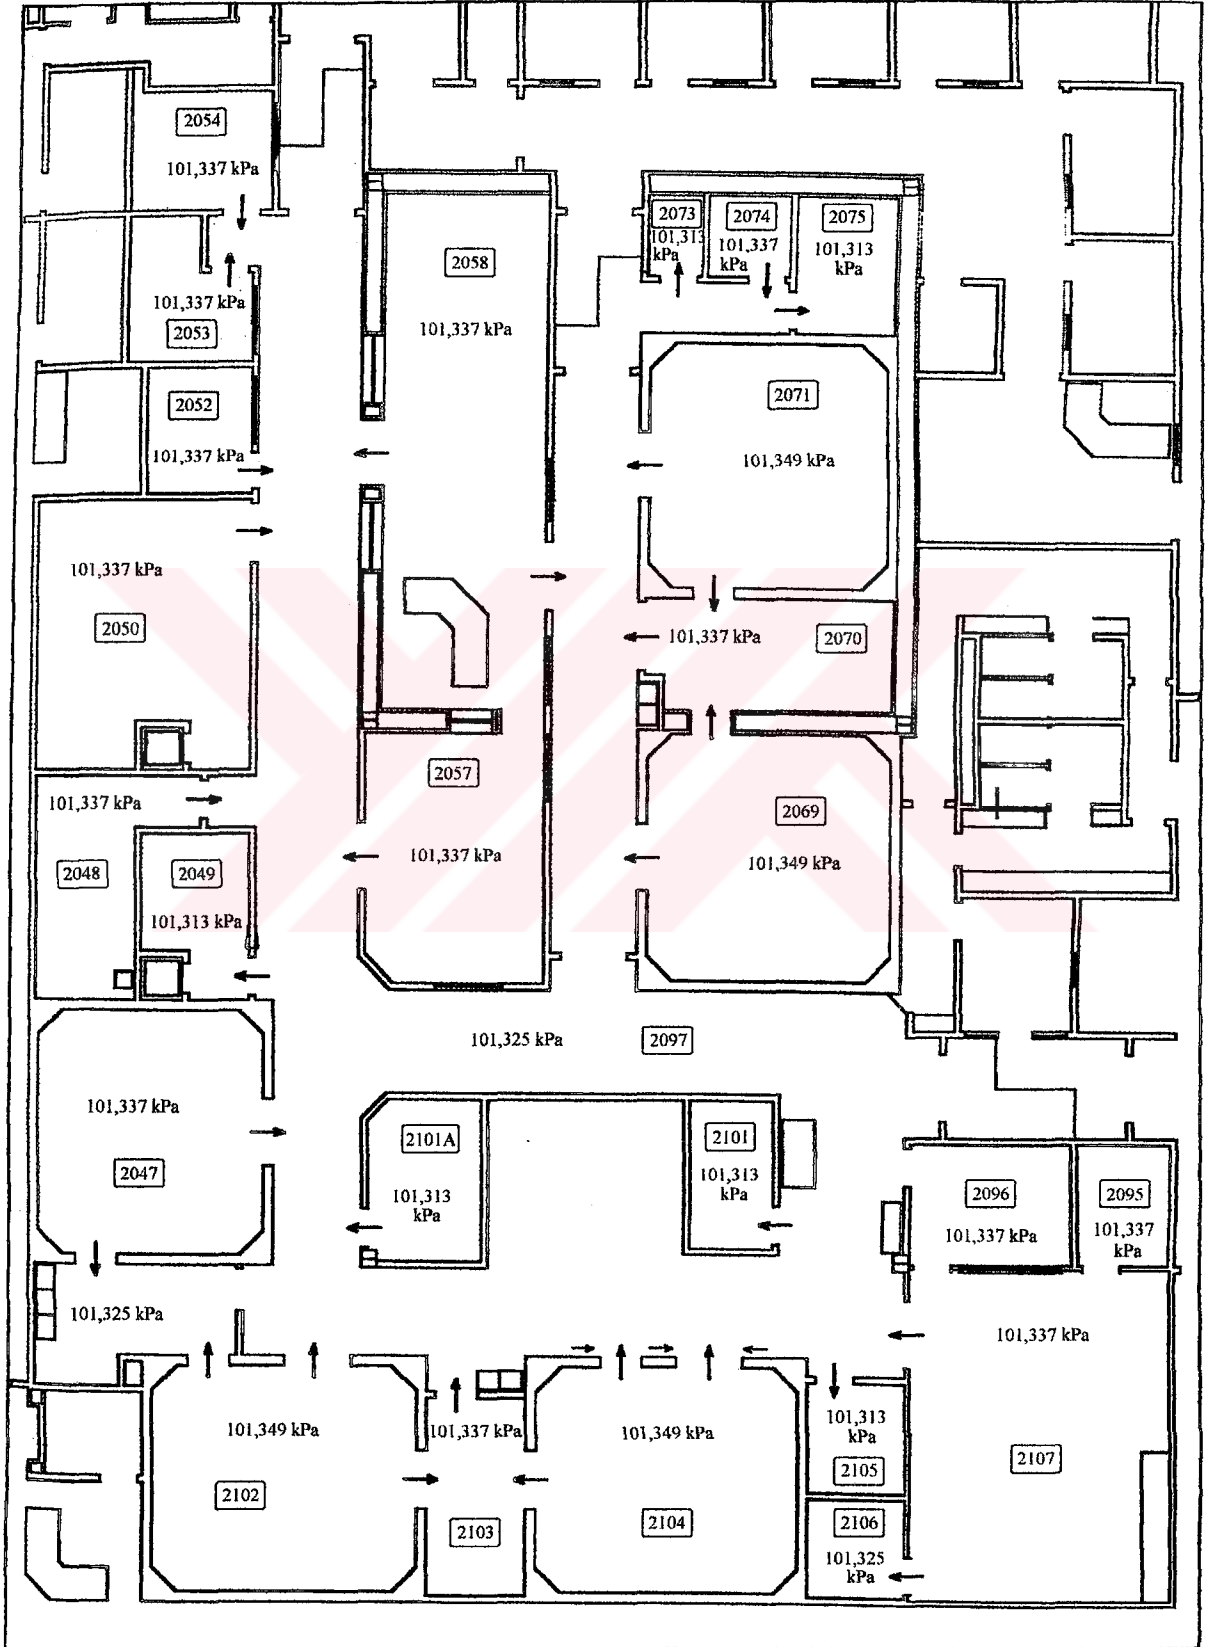 2054
101,337 kPa
101,337 kPa
2053
2052
101,337 kPa
101,337 kPa
2050
101,337 kPa
2048
2049
101,313 kPa
2058
101,337 kPa
2057
101,337 kPa
2073
101,313
kPa
2074
101,337
kPa
2075
101,313
kPa
2071
101,349 kPa
101,337 kPa
2070
2069
101,349 kPa
101,325 kPa
2097
101,337 kPa
2047
101,325 kPa
2101A
101,313
kPa
2101
101,313
kPa
2096
101,337 kPa
2095
101,337
kPa
101,337 kPa
2107
101,349 kPa
2102
101,337 kPa
2103
101,349 kPa
2104
101,313
kPa
2105
2106
101,325
kPa